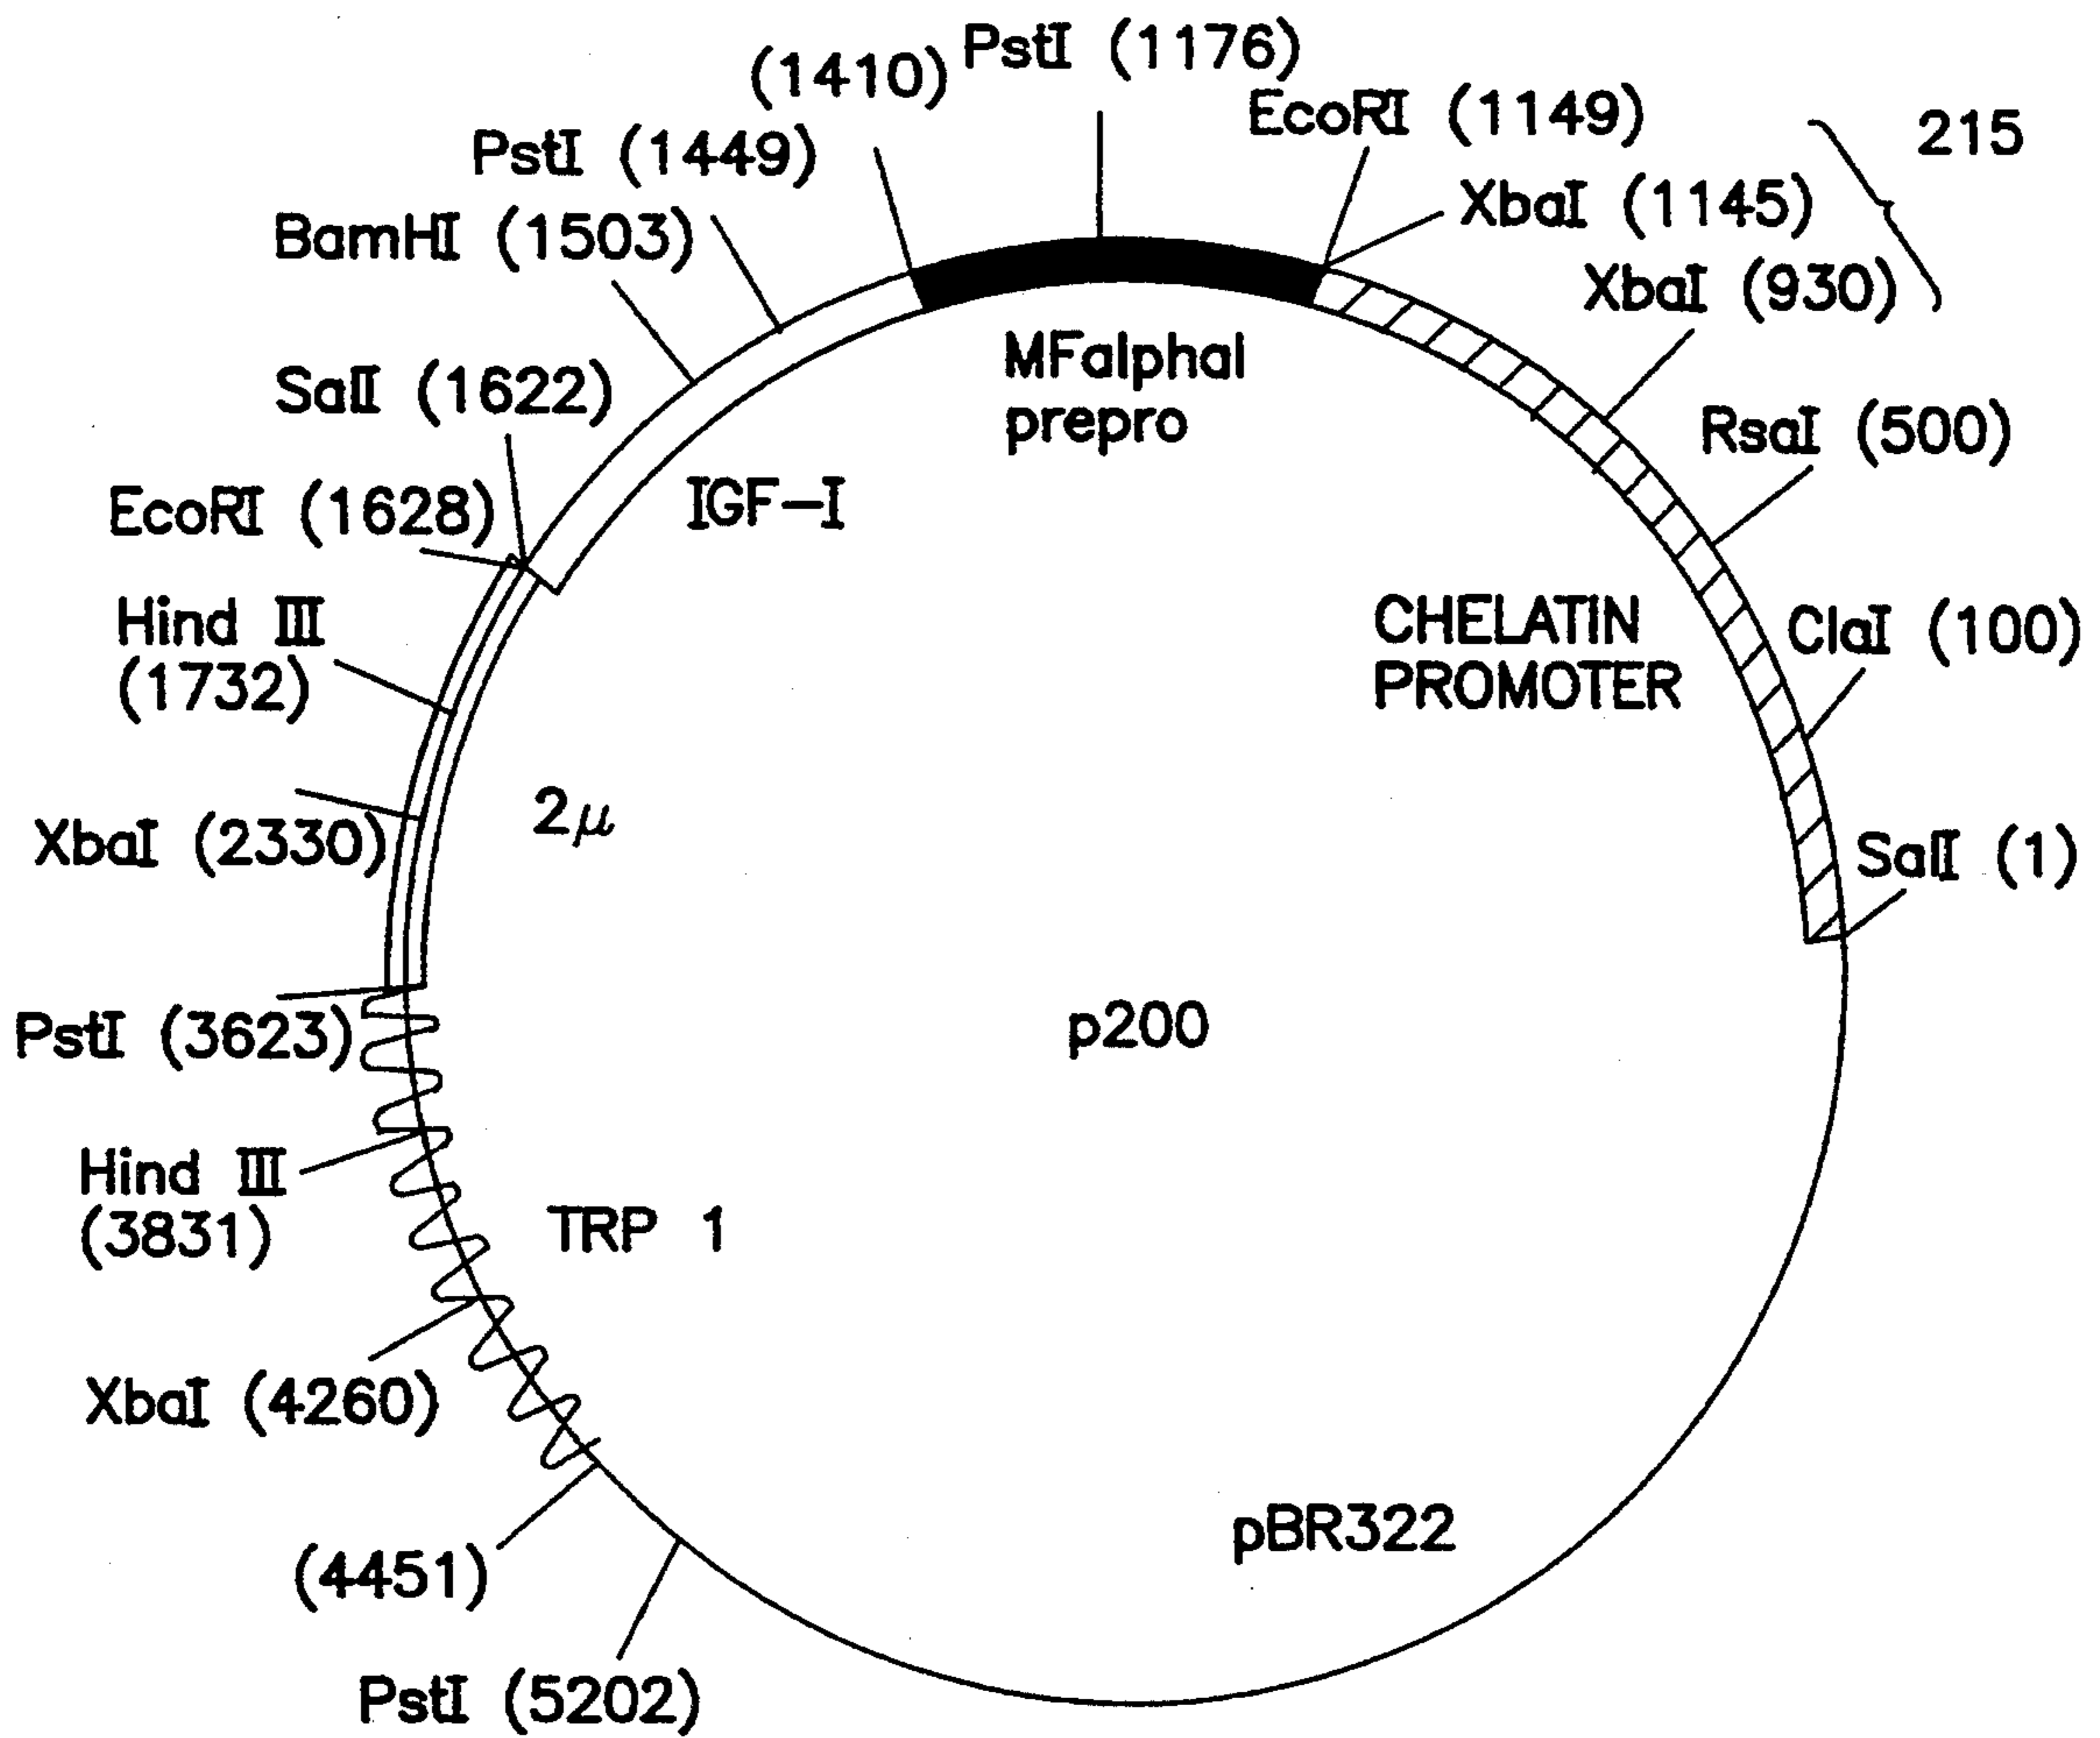 PstI (1176)
(1410)
EcoRI (1149)
215
PstI (1449)
XbaI (1145)
BamHI (1503)
XbaI (930)
MFalphal
prepro
SalI (1622)
RsaI (500)
EcoRI (1628)
IGF-I
Hind III
(1732)
CHELATIN
PROMOTER
ClaI (100)
2μ
XbaI (2330)
SalI (1)
PstI (3623)
p200
Hind III
(3831)
TRP 1
XbaI (4260)
pBR322
(4451)
PstI (5202)